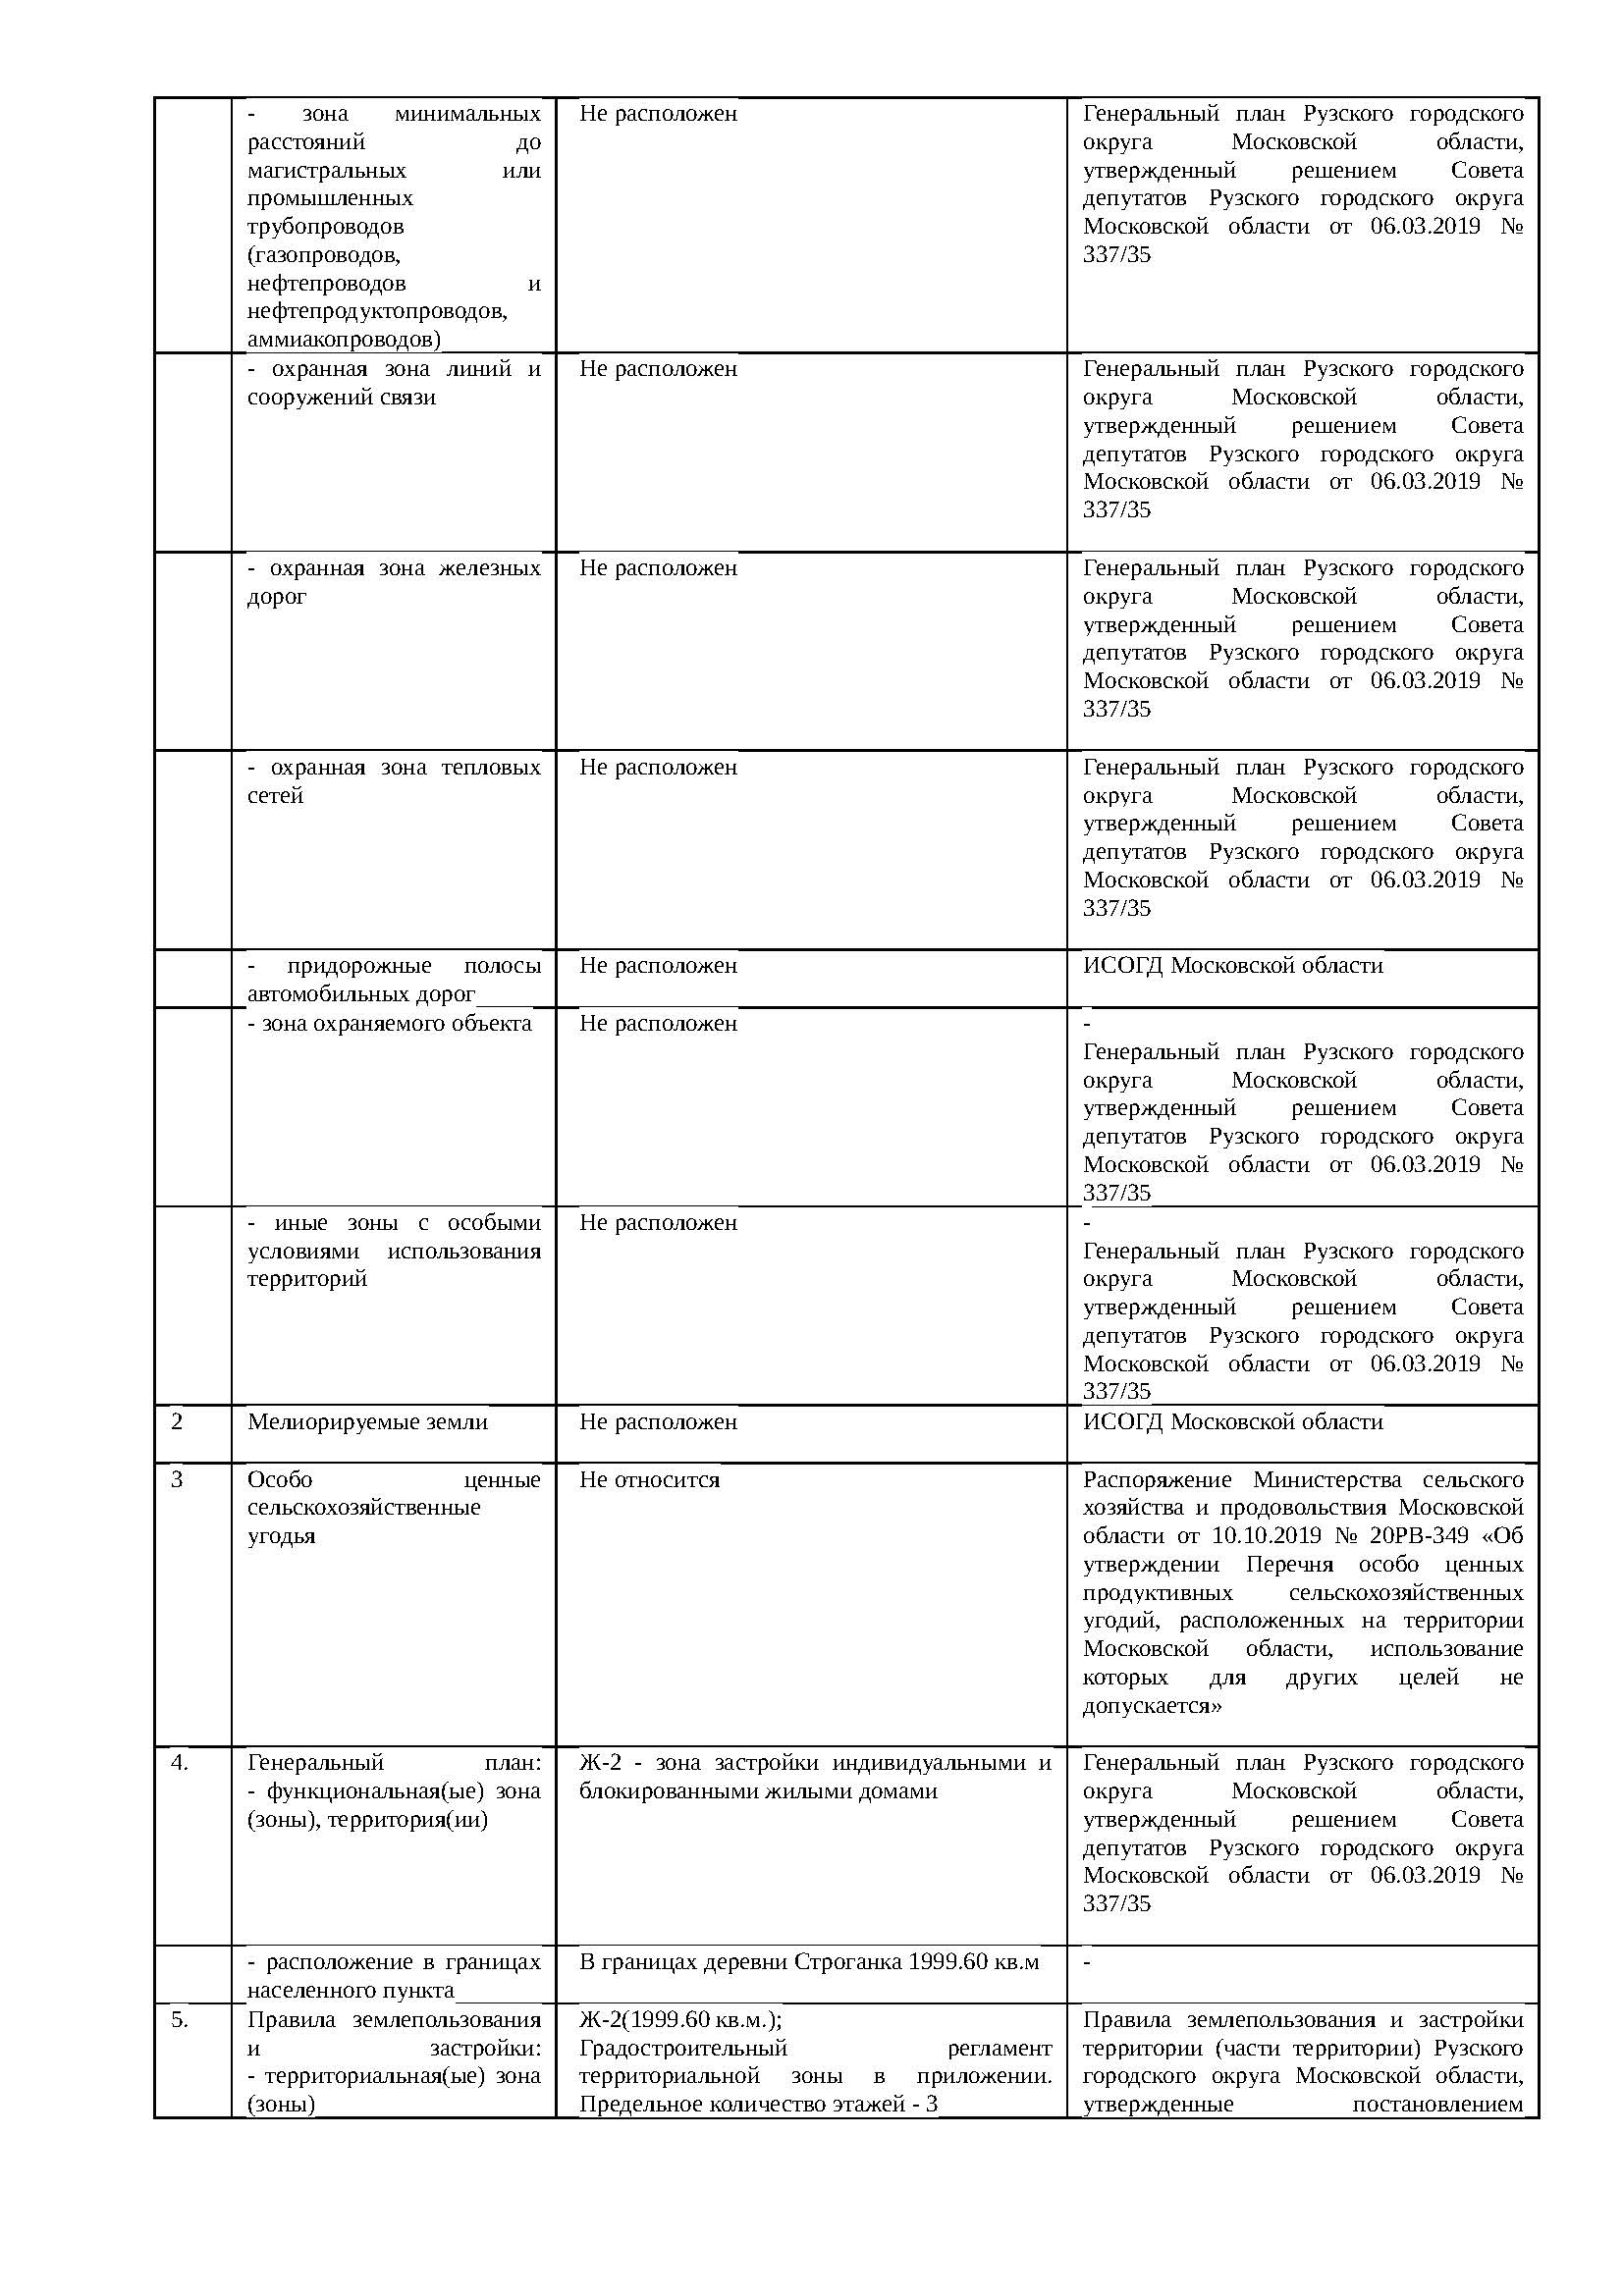 - зона минимальных
расстояний до
магистральных или
промышленных
трубопроводов
(газопроводов,
нефтепроводов и
нефтепродуктопроводов,
аммиакопроводов)
Не расположен
Генеральный план Рузского городского
округа Московской области,
утвержденный решением Совета
депутатов Рузского городского округа
Московской области от 06.03.2019 №
337/35
- охранная зона линий и
сооружений связи
Не расположен
Генеральный план Рузского городского
округа Московской области,
утвержденный решением Совета
депутатов Рузского городского округа
Московской области от 06.03.2019 №
337/35
- охранная зона железных
дорог
Не расположен
Генеральный план Рузского городского
округа Московской области,
утвержденный решением Совета
депутатов Рузского городского округа
Московской области от 06.03.2019 №
337/35
- охранная зона тепловых
сетей
Не расположен
Генеральный план Рузского городского
округа Московской области,
утвержденный решением Совета
депутатов Рузского городского округа
Московской области от 06.03.2019 №
337/35
- придорожные полосы
автомобильных дорог
Не расположен
ИСОГД Московской области
- зона охраняемого объекта
Не расположен
-
Генеральный план Рузского городского
округа Московской области,
утвержденный решением Совета
депутатов Рузского городского округа
Московской области от 06.03.2019 №
337/35
- иные зоны с особыми
условиями использования
территорий
Не расположен
-
Генеральный план Рузского городского
округа Московской области,
утвержденный решением Совета
депутатов Рузского городского округа
Московской области от 06.03.2019 №
337/35
2
Мелиорируемые земли
Не расположен
ИСОГД Московской области
3
Особо ценные
сельскохозяйственные
угодья
Не относится
Распоряжение Министерства сельского
хозяйства и продовольствия Московской
области от 10.10.2019 № 20РВ-349 «Об
утверждении Перечня особо ценных
продуктивных сельскохозяйственных
угодий, расположенных на территории
Московской области, использование
которых для других целей не
допускается»
4.
Генеральный план:
- функциональная(ые) зона
(зоны), территория(ии)
Ж-2 - зона застройки индивидуальными и
блокированными жилыми домами
Генеральный план Рузского городского
округа Московской области,
утвержденный решением Совета
депутатов Рузского городского округа
Московской области от 06.03.2019 №
337/35
- расположение в границах
населенного пункта
В границах деревни Строганка 1999.60 кв.м
-
5.
Правила землепользования
и застройки:
- территориальная(ые) зона
(зоны)
Ж-2(1999.60 кв.м.);
Градостроительный регламент
территориальной зоны в приложении.
Предельное количество этажей - 3
Правила землепользования и застройки
территории (части территории) Рузского
городского округа Московской области,
утвержденные постановлением